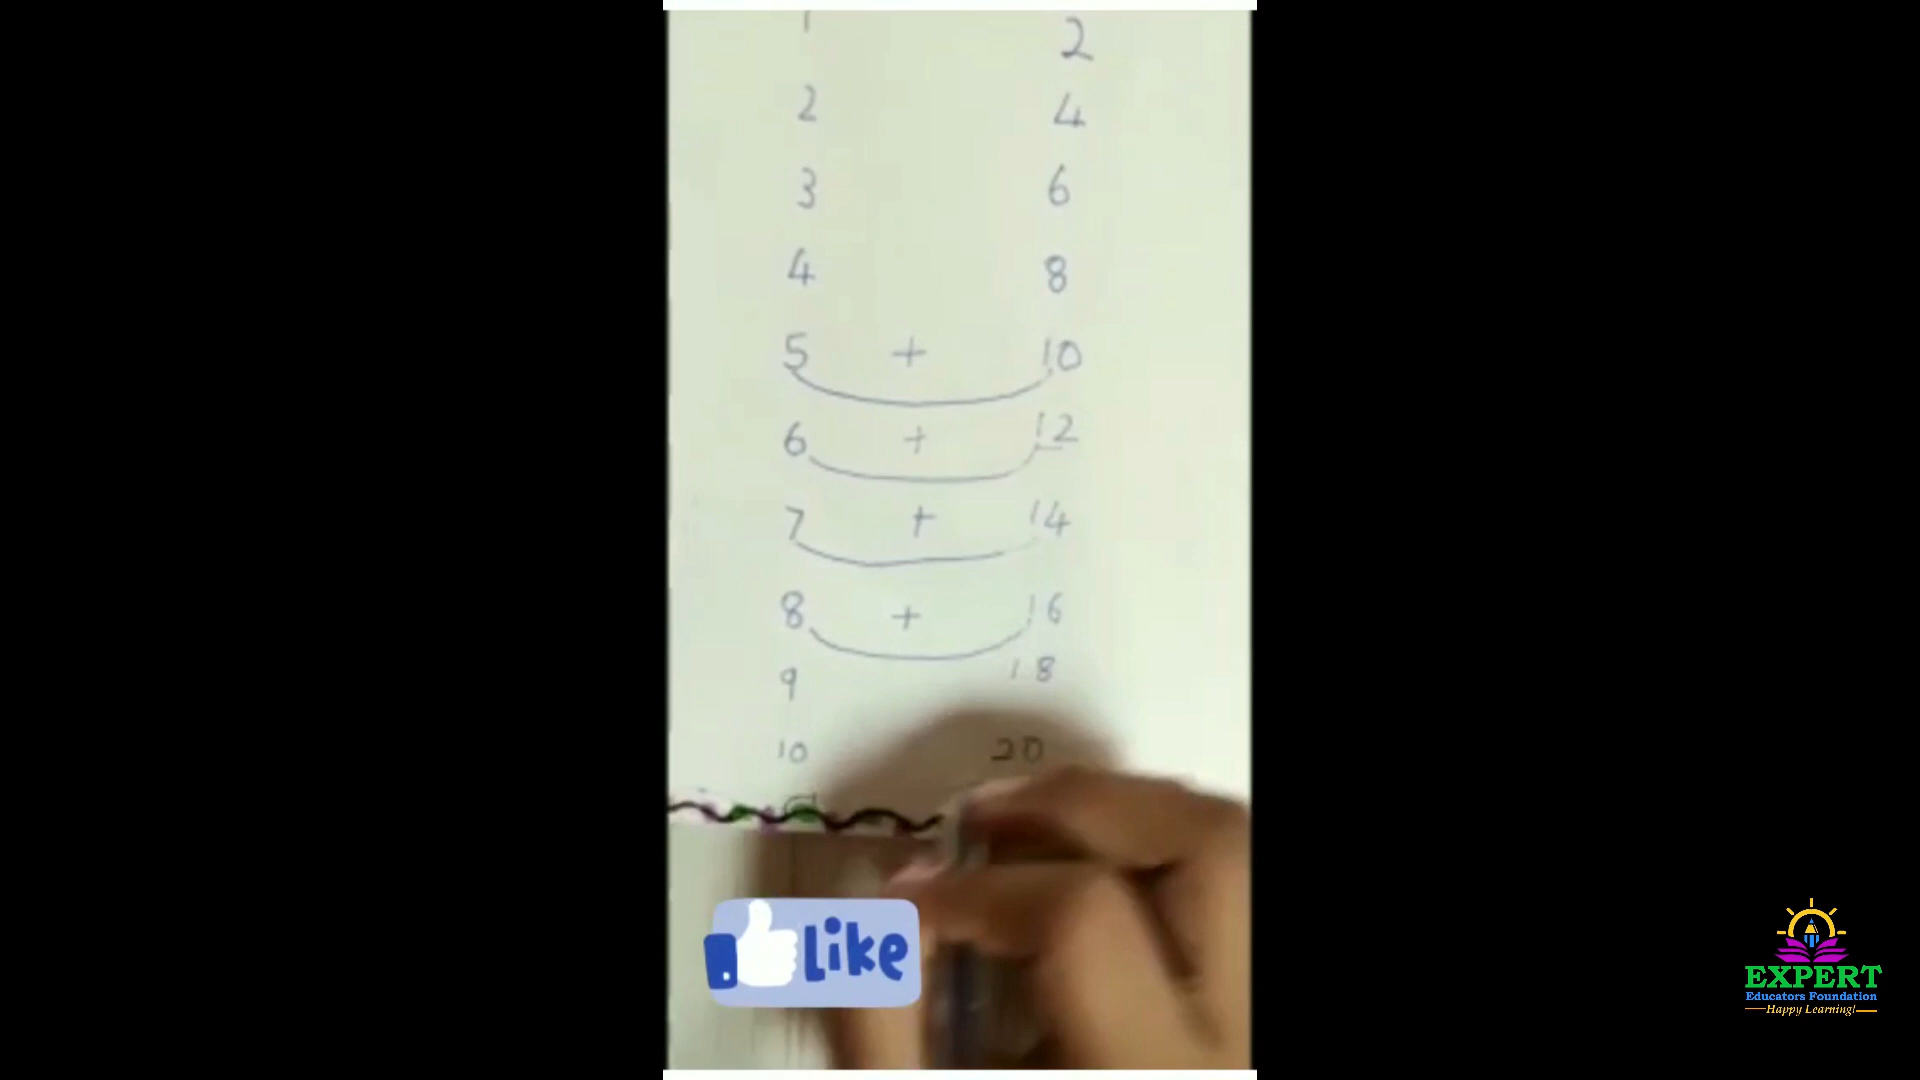 1 2
2 4
3 6
4 8
5 + 10
6 + 12
7 + 14
8 + 16
9 18
10 20
Like
EXPERT
Educators Foundation
Happy Learning!